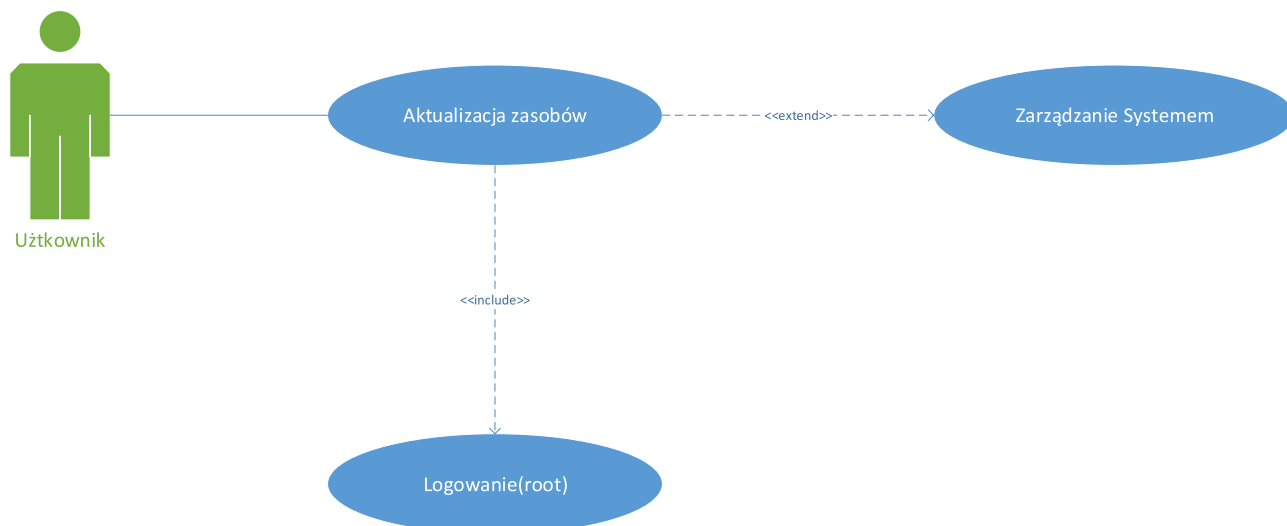 Aktualizacja zasobów
<<extend>>
Zarządzanie Systemem
Użtkownik
<<include>>
Logowanie(root)